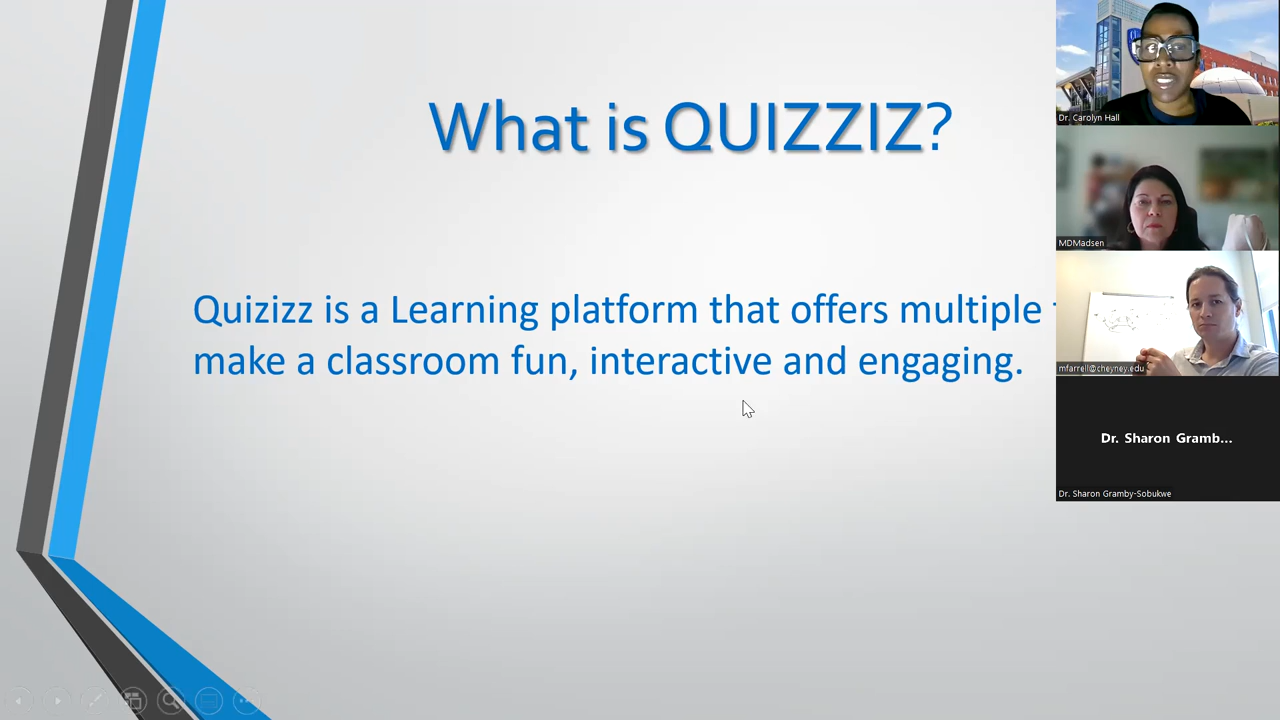 What is QUIZZIZ?
Quizizz is a Learning platform that offers multiple
make a classroom fun, interactive and engaging.
Dr. Carolyn Hall
MDMadsen
mfarrell@cheyney.edu
Dr. Sharon Gramb...
Dr. Sharon Gramby-Sobukwe